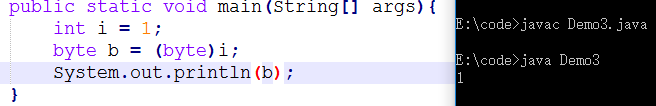 public static void main(String[] args){
    int i = 1;
    byte b = (byte)i;
    System.out.println(b);
}
E:\code>javac Demo3.java
E:\code>java Demo3
1